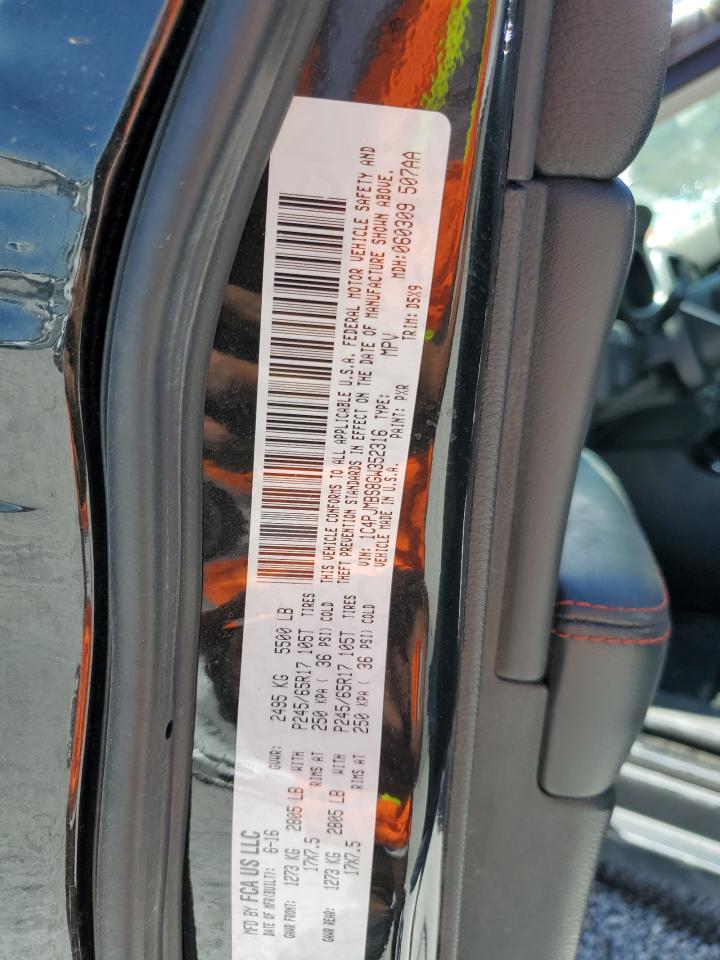 MFD BY FCA US LLC
DATE OF MFR(BUILT): 6-16 GVWR: 2495 KG 5500 LB
GAWR FRONT: 1273 KG 2805 LB WITH P245/65R17 105T TIRES
17X7.5 RIMS AT 250 KPA ( 36 PSI) COLD
GAWR REAR: 1273 KG 2805 LB WITH P245/65R17 105T TIRES
17X7.5 RIMS AT 250 KPA ( 36 PSI) COLD
THIS VEHICLE CONFORMS TO ALL APPLICABLE U.S.A. FEDERAL MOTOR VEHICLE SAFETY AND
THEFT PREVENTION STANDARDS IN EFFECT ON THE DATE OF MANUFACTURE SHOWN ABOVE.
VIN: 1C4PJMBS8GW352316 TYPE: MPV MDH:060309 507AA
VEHICLE MADE IN U.S.A. PAINT: PXR TRIM: D5X9